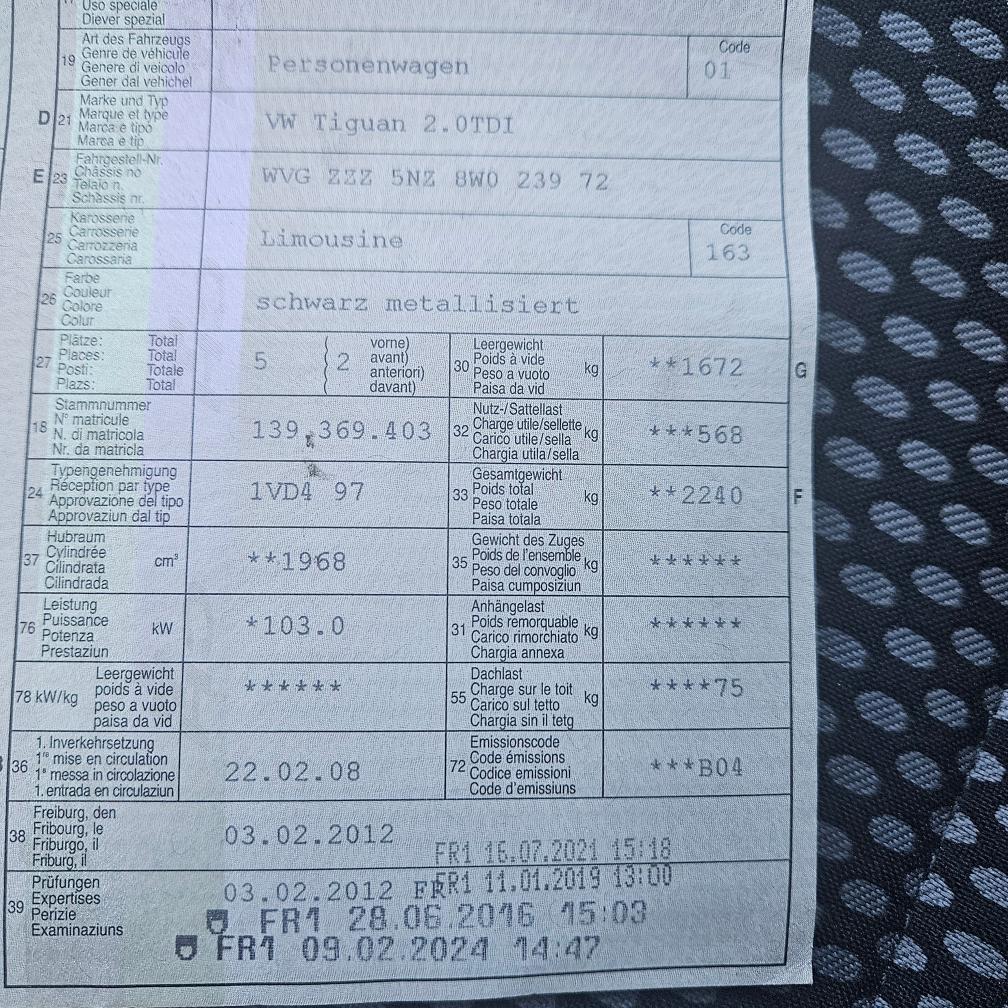 Uso speciale
Diever spezial
19 Art des Fahrzeugs
Genre de véhicule
Genere di veicolo
Gener dal vehichel
Personenwagen
Code
01
D 21 Marke und Typ
Marque et type
Marca e tipo
Marca e tip
VW Tiguan 2.0TDI
E 23 Fahrgestell-Nr.
Châssis no
Telaio n.
Schassis nr.
WVG ZZZ 5NZ 8W0 239 72
25 Karosserie
Carrosserie
Carrozzeria
Carossaria
Limousine
Code
163
26 Farbe
Couleur
Colore
Colur
schwarz metallisiert
27 Plätze: Total
Places: Total
Posti: Totale
Plazs: Total
5 ( 2 vorne)
avant)
anteriori)
davant)
30 Leergewicht
Poids à vide
Peso a vuoto
Paisa da vid
kg
**1672
G
18 Stammnummer
N° matricule
N. di matricola
Nr. da matricla
139.369.403
32 Nutz-/Sattellast
Charge utile/sellette
Carico utile/sella
Chargia utila/sella
kg
***568
24 Typengenehmigung
Réception par type
Approvazione del tipo
Approvaziun dal tip
1VD4 97
33 Gesamtgewicht
Poids total
Peso totale
Paisa totala
kg
**2240
F
37 Hubraum
Cylindrée
Cilindrata
Cilindrada
cm³
**1968
35 Gewicht des Zuges
Poids de l'ensemble
Peso del convoglio
Paisa cumposiziun
kg
******
76 Leistung
Puissance
Potenza
Prestaziun
kW
*103.0
31 Anhängelast
Poids remorquable
Carico rimorchiato
Chargia annexa
kg
******
78 kW/kg Leergewicht
poids à vide
peso a vuoto
paisa da vid
******
55 Dachlast
Charge sur le toit
Carico sul tetto
Chargia sin il tetg
kg
****75
36 1. Inverkehrsetzung
1re mise en circulation
1a messa in circolazione
1. entrada en circulaziun
22.02.08
72 Emissionscode
Code émissions
Codice emissioni
Code d'emissiuns
***B04
38 Freiburg, den
Fribourg, le
Friburgo, il
Friburg, il
03.02.2012
FR1 16.07.2021 15:18
39 Prüfungen
Expertises
Perizie
Examinaziuns
03.02.2012 FR
FR1 11.01.2019 13:00
FR1 28.06.2016 15:03
FR1 09.02.2024 14:47